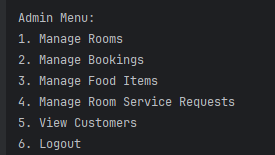 Admin Menu:
1. Manage Rooms
2. Manage Bookings
3. Manage Food Items
4. Manage Room Service Requests
5. View Customers
6. Logout